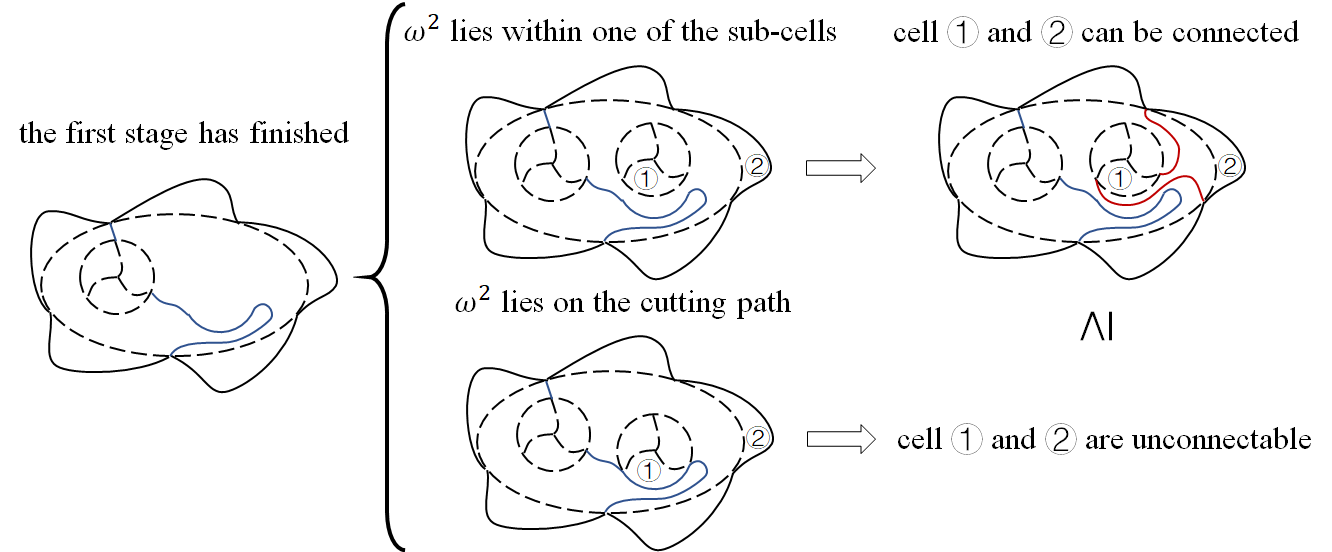 the first stage has finished
ω² lies within one of the sub-cells
① ②
cell ① and ② can be connected
① ②
ω² lies on the cutting path
① ②
≤
cell ① and ② are unconnectable